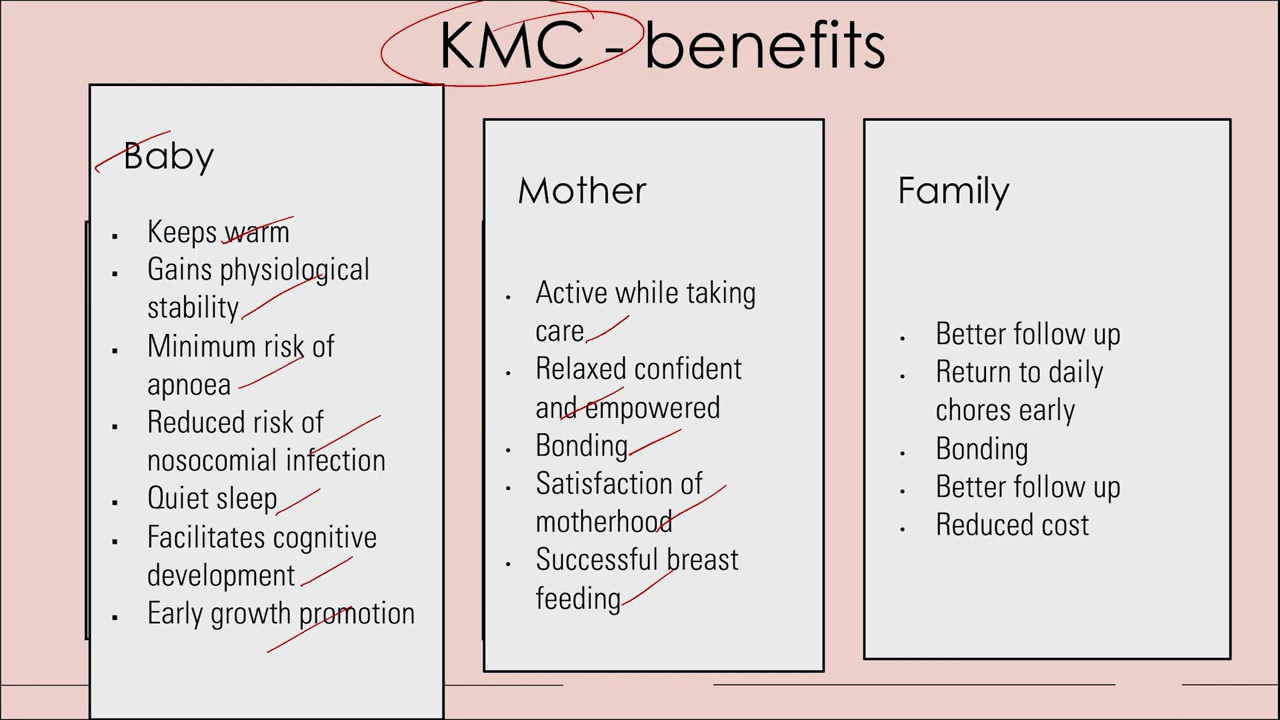 KMC - benefits
Baby
▪ Keeps warm
▪ Gains physiological
stability
▪ Minimum risk of
apnoea
▪ Reduced risk of
nosocomial infection
▪ Quiet sleep
▪ Facilitates cognitive
development
▪ Early growth promotion
Mother
• Active while taking
care
• Relaxed confident
and empowered
• Bonding
• Satisfaction of
motherhood
• Successful breast
feeding
Family
• Better follow up
• Return to daily
chores early
• Bonding
• Better follow up
• Reduced cost